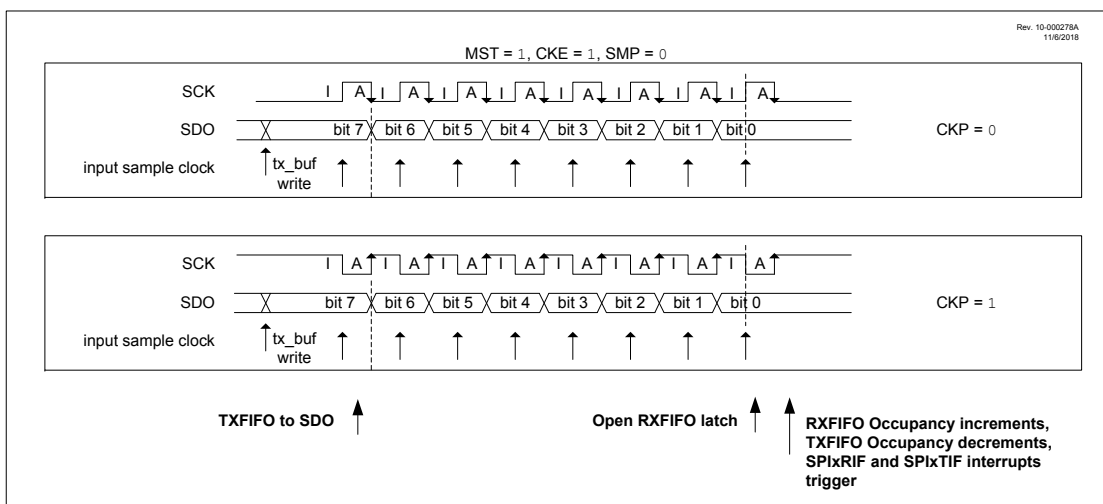 Rev. 10-000278A
11/6/2018
MST = 1, CKE = 1, SMP = 0
SCK I A I A I A I A I A I A I A I A
SDO bit 7 bit 6 bit 5 bit 4 bit 3 bit 2 bit 1 bit 0 CKP = 0
input sample clock tx_buf
write
SCK I A I A I A I A I A I A I A I A
SDO bit 7 bit 6 bit 5 bit 4 bit 3 bit 2 bit 1 bit 0 CKP = 1
input sample clock tx_buf
write
TXFIFO to SDO Open RXFIFO latch RXFIFO Occupancy increments,
TXFIFO Occupancy decrements,
SPIxRIF and SPIxTIF interrupts
trigger